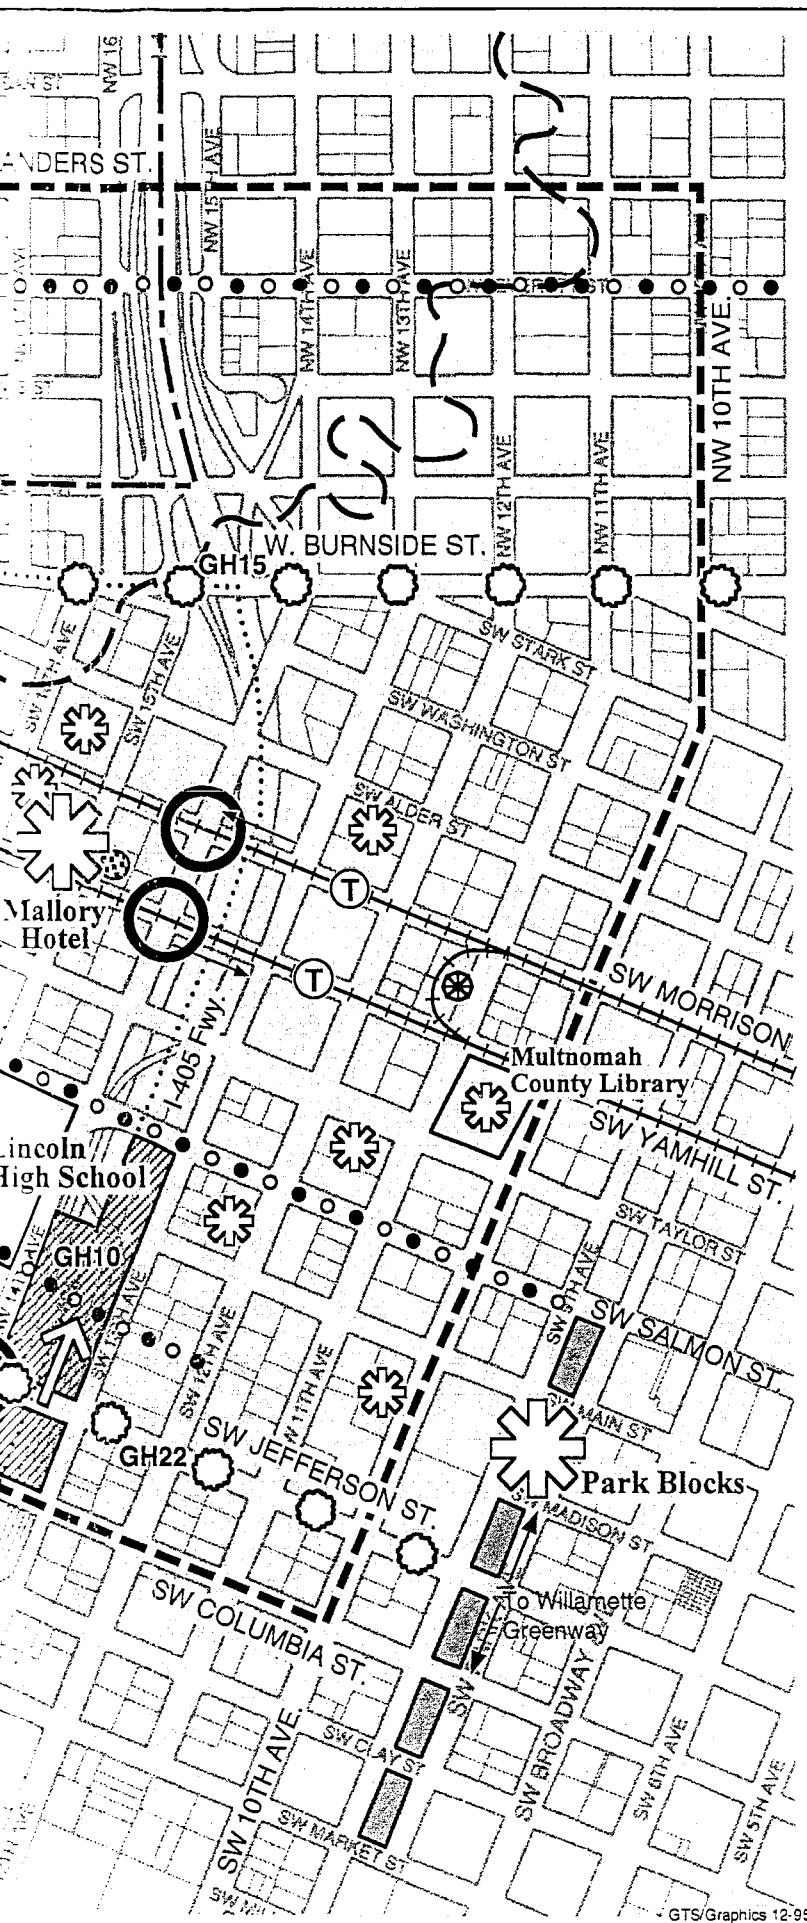 NW 16
ANDERS ST.
NW 15TH AVE
NW 14TH AVE
NW 13TH AVE
NW 10TH AVE.
NW 12TH AVE
NW 11TH AVE
W. BURNSIDE ST.
GH15
SW STARK ST
SW 15TH AVE
SW WASHINGTON ST
SW ALDER ST
T
Mallory
Hotel
T
SW MORRISON
I-405 Fwy.
Multnomah
County Library
SW YAMHILL ST.
Lincoln
High School
SW TAYLOR ST
GH10
SW 9TH AVE
SW SALMON ST.
SW 12TH AVE
W 11TH AVE
SW MAIN ST
GH22
SW JEFFERSON ST.
Park Blocks
SW MADISON ST
To Willamette
Greenway
SW COLUMBIA ST.
SW
SW BROADWAY
SW CLAY ST
SW 10TH AVE.
SW 6TH AVE
SW 5TH AVE
SW MARKET ST
GTS/Graphics 12-95